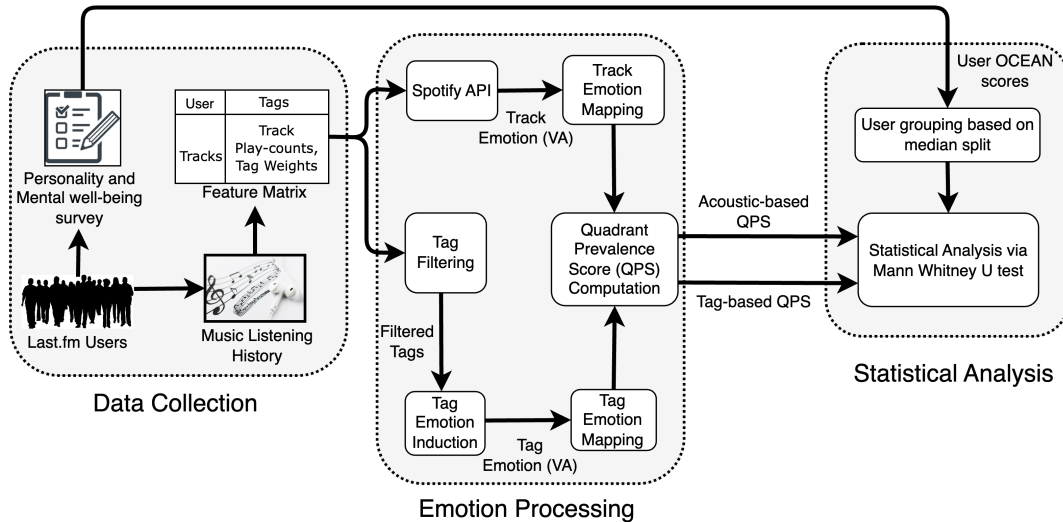 User OCEAN
scores
User
Tags
Tracks
Track
Play-counts,
Tag Weights
Feature Matrix
Personality and
Mental well-being
survey
Last.fm Users
Music Listening
History
Data Collection
Spotify API
Track
Emotion (VA)
Track
Emotion
Mapping
Tag
Filtering
Filtered
Tags
Tag
Emotion
Induction
Tag
Emotion (VA)
Tag
Emotion
Mapping
Quadrant
Prevalence
Score (QPS)
Computation
Emotion Processing
Acoustic-based
QPS
Tag-based QPS
User grouping based on
median split
Statistical Analysis via
Mann Whitney U test
Statistical Analysis